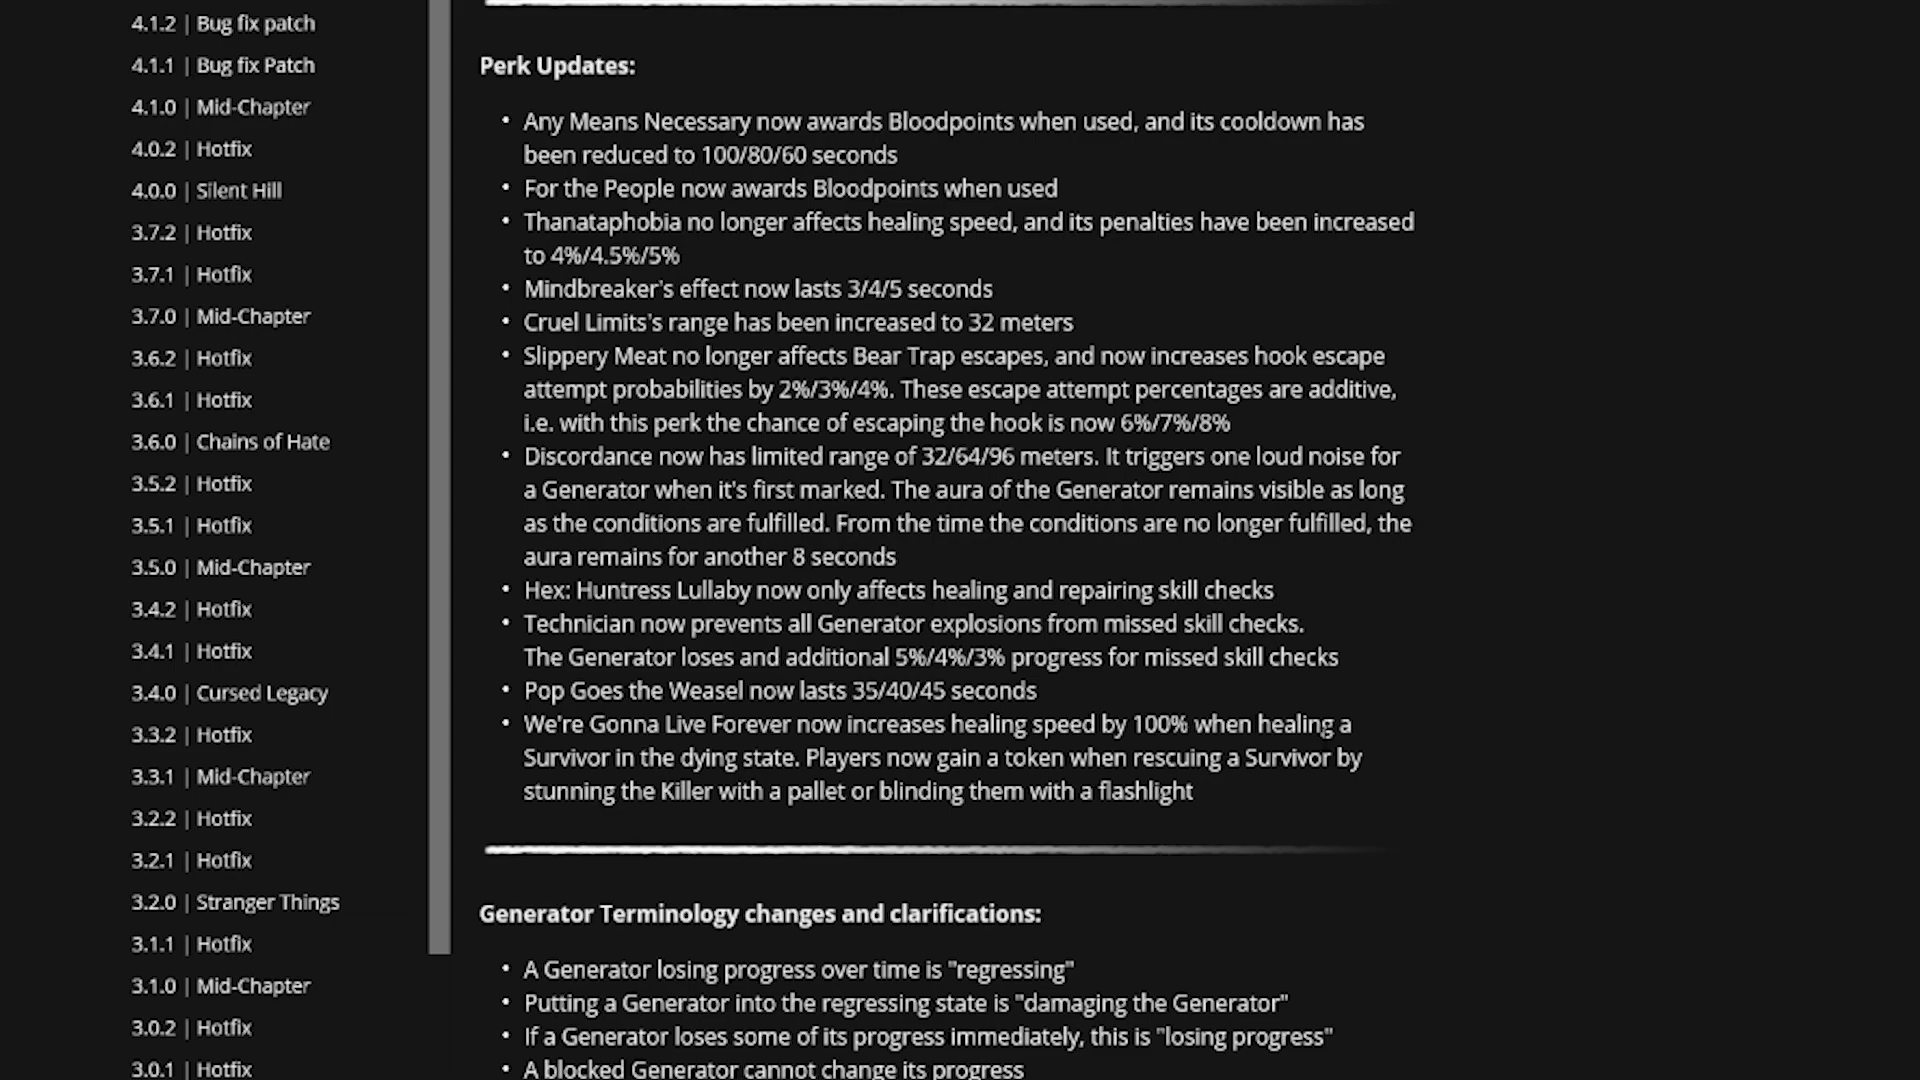 4.1.2 | Bug fix patch
4.1.1 | Bug fix Patch
4.1.0 | Mid-Chapter
4.0.2 | Hotfix
4.0.0 | Silent Hill
3.7.2 | Hotfix
3.7.1 | Hotfix
3.7.0 | Mid-Chapter
3.6.2 | Hotfix
3.6.1 | Hotfix
3.6.0 | Chains of Hate
3.5.2 | Hotfix
3.5.1 | Hotfix
3.5.0 | Mid-Chapter
3.4.2 | Hotfix
3.4.1 | Hotfix
3.4.0 | Cursed Legacy
3.3.2 | Hotfix
3.3.1 | Mid-Chapter
3.2.2 | Hotfix
3.2.1 | Hotfix
3.2.0 | Stranger Things
3.1.1 | Hotfix
3.1.0 | Mid-Chapter
3.0.2 | Hotfix
3.0.1 | Hotfix
Perk Updates:
• Any Means Necessary now awards Bloodpoints when used, and its cooldown has
been reduced to 100/80/60 seconds
• For the People now awards Bloodpoints when used
• Thanataphobia no longer affects healing speed, and its penalties have been increased
to 4%/4.5%/5%
• Mindbreaker's effect now lasts 3/4/5 seconds
• Cruel Limits's range has been increased to 32 meters
• Slippery Meat no longer affects Bear Trap escapes, and now increases hook escape
attempt probabilities by 2%/3%/4%. These escape attempt percentages are additive,
i.e. with this perk the chance of escaping the hook is now 6%/7%/8%
• Discordance now has limited range of 32/64/96 meters. It triggers one loud noise for
a Generator when it's first marked. The aura of the Generator remains visible as long
as the conditions are fulfilled. From the time the conditions are no longer fulfilled, the
aura remains for another 8 seconds
• Hex: Huntress Lullaby now only affects healing and repairing skill checks
• Technician now prevents all Generator explosions from missed skill checks.
The Generator loses and additional 5%/4%/3% progress for missed skill checks
• Pop Goes the Weasel now lasts 35/40/45 seconds
• We're Gonna Live Forever now increases healing speed by 100% when healing a
Survivor in the dying state. Players now gain a token when rescuing a Survivor by
stunning the Killer with a pallet or blinding them with a flashlight
Generator Terminology changes and clarifications:
• A Generator losing progress over time is "regressing"
• Putting a Generator into the regressing state is "damaging the Generator"
• If a Generator loses some of its progress immediately, this is "losing progress"
• A blocked Generator cannot change its progress